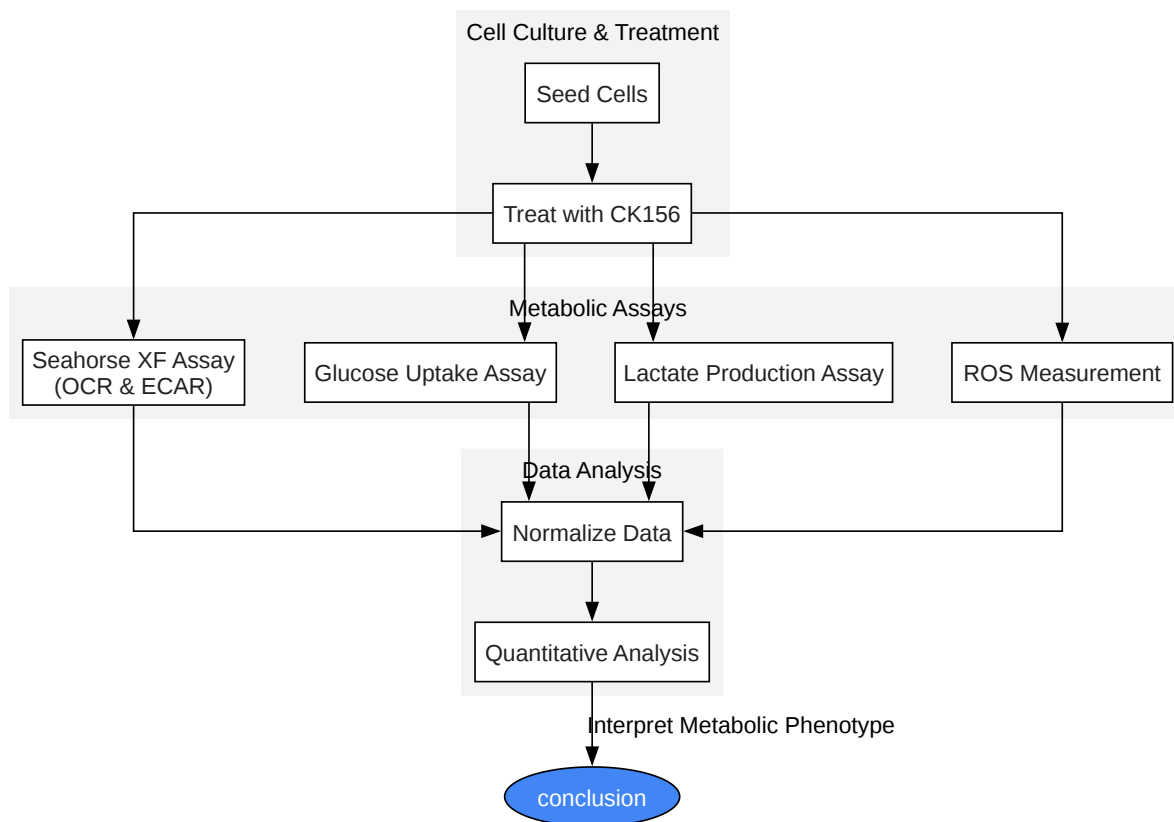 Cell Culture & Treatment
Seed Cells
Treat with CK156
Metabolic Assays
Seahorse XF Assay
(OCR & ECAR)
Glucose Uptake Assay
Lactate Production Assay
ROS Measurement
Data Analysis
Normalize Data
Quantitative Analysis
Interpret Metabolic Phenotype
conclusion